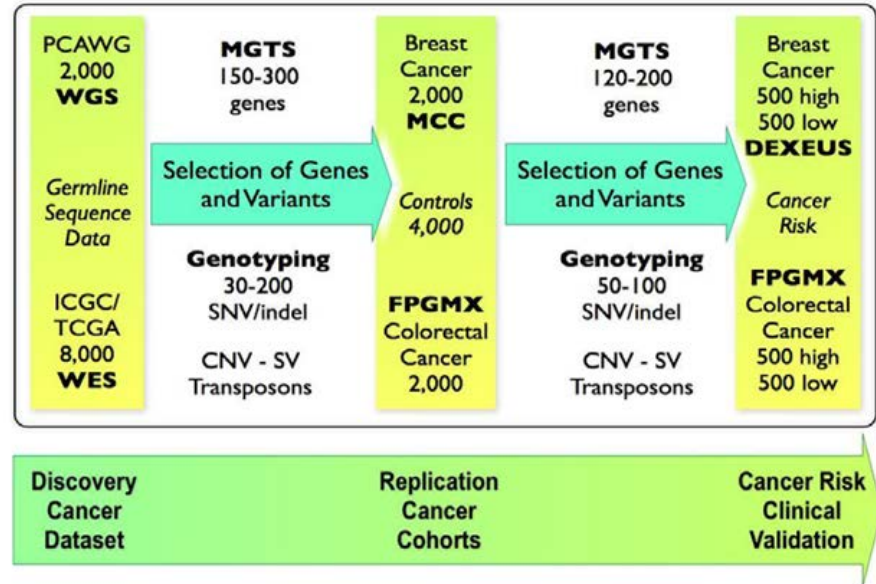 PCAWG
2,000
WGS
Germline
Sequence
Data
ICGC/
TCGA
8,000
WES
MGTS
150-300
genes
Selection of Genes
and Variants
Genotyping
30-200
SNV/indel
CNV - SV
Transposons
Breast
Cancer
2,000
MCC
Controls
4,000
FPGMX
Colorectal
Cancer
2,000
MGTS
120-200
genes
Selection of Genes
and Variants
Genotyping
50-100
SNV/indel
CNV - SV
Transposons
Breast
Cancer
500 high
500 low
DEXEUS
Cancer
Risk
FPGMX
Colorectal
Cancer
500 high
500 low
Discovery
Cancer
Dataset
Replication
Cancer
Cohorts
Cancer Risk
Clinical
Validation